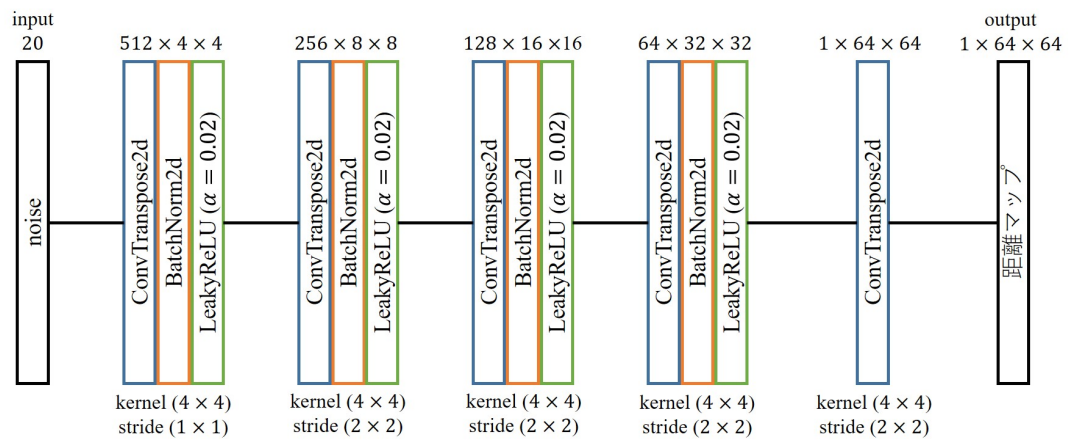 input
20
noise
512 × 4 × 4
ConvTranspose2d
BatchNorm2d
LeakyReLU (α = 0.02)
kernel (4 × 4)
stride (1 × 1)
256 × 8 × 8
ConvTranspose2d
BatchNorm2d
LeakyReLU (α = 0.02)
kernel (4 × 4)
stride (2 × 2)
128 × 16 ×16
ConvTranspose2d
BatchNorm2d
LeakyReLU (α = 0.02)
kernel (4 × 4)
stride (2 × 2)
64 × 32 × 32
ConvTranspose2d
BatchNorm2d
LeakyReLU (α = 0.02)
kernel (4 × 4)
stride (2 × 2)
1 × 64 × 64
ConvTranspose2d
kernel (4 × 4)
stride (2 × 2)
output
1 × 64 × 64
距離マップ